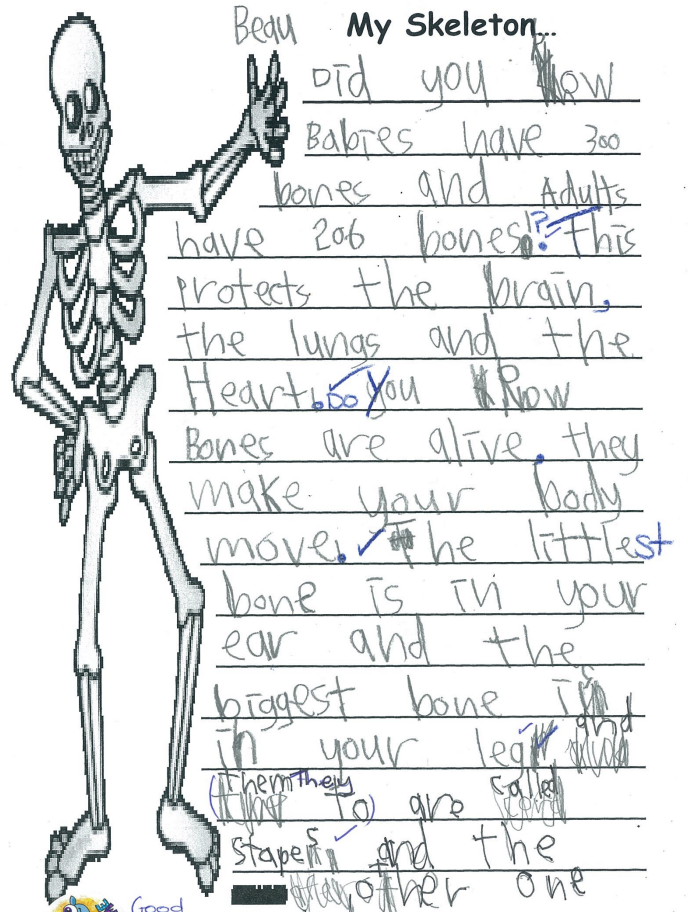 Beau My Skeleton...
Did you know
Babies have 300
bones and Adults
have 206 bones!? This
protects the brain,
the lungs and the
Heart. Do you know
Bones are alive. they
make your body
move. The littlest
bone is in your
ear and the
biggest bone is
in your leg and
(them to) They are called
stapes and the
other one
Good